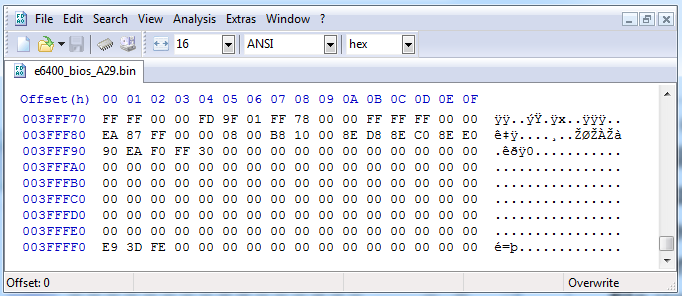 File Edit Search View Analysis Extras Window ?
16 ANSI hex
e6400_bios_A29.bin
Offset(h) 00 01 02 03 04 05 06 07 08 09 0A 0B 0C 0D 0E 0F
003FFF70 FF FF 00 00 FD 9F 01 FF 78 00 00 FF FF FF 00 00 ÿÿ..ýŸ.ÿx..ÿÿÿ..
003FFF80 EA 87 FF 00 00 08 00 B8 10 00 8E D8 8E C0 8E E0 ê‡ÿ....¸..ŽØŽÀŽà
003FFF90 90 EA F0 FF 30 00 00 00 00 00 00 00 00 00 00 00 .êðÿ0...........
003FFFA0 00 00 00 00 00 00 00 00 00 00 00 00 00 00 00 00 ................
003FFFB0 00 00 00 00 00 00 00 00 00 00 00 00 00 00 00 00 ................
003FFFC0 00 00 00 00 00 00 00 00 00 00 00 00 00 00 00 00 ................
003FFFD0 00 00 00 00 00 00 00 00 00 00 00 00 00 00 00 00 ................
003FFFE0 00 00 00 00 00 00 00 00 00 00 00 00 00 00 00 00 ................
003FFFF0 E9 3D FE 00 00 00 00 00 00 00 00 00 00 00 00 00 é=þ.............
Offset: 0 Overwrite